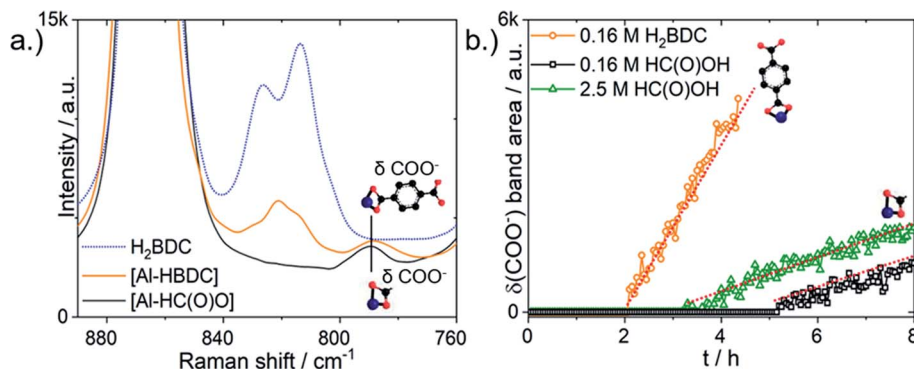 a.)
15k
Intensity / a.u.
0
δ COO⁻
δ COO⁻
H₂BDC
[Al-HBDC]
[Al-HC(O)O]
880
840
800
760
Raman shift / cm⁻¹
b.)
6k
δ(COO⁻) band area / a.u.
0
0.16 M H₂BDC
0.16 M HC(O)OH
2.5 M HC(O)OH
0
2
4
6
8
t / h